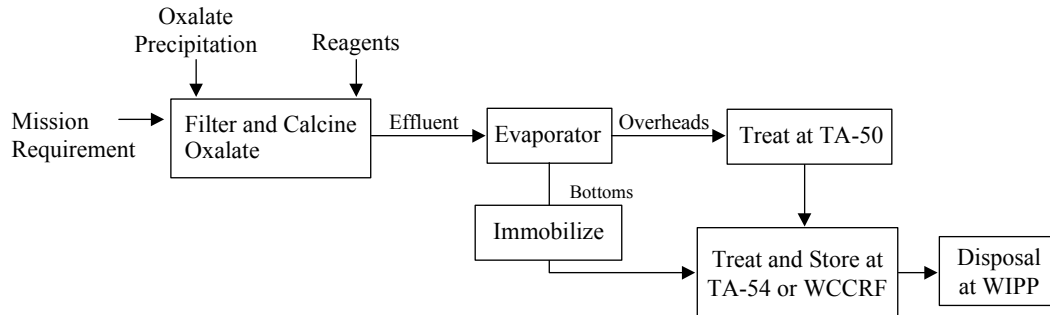 Oxalate
Precipitation
Reagents
Mission
Requirement
Filter and Calcine
Oxalate
Effluent
Evaporator
Overheads
Treat at TA-50
Bottoms
Immobilize
Treat and Store at
TA-54 or WCCRF
Disposal
at WIPP